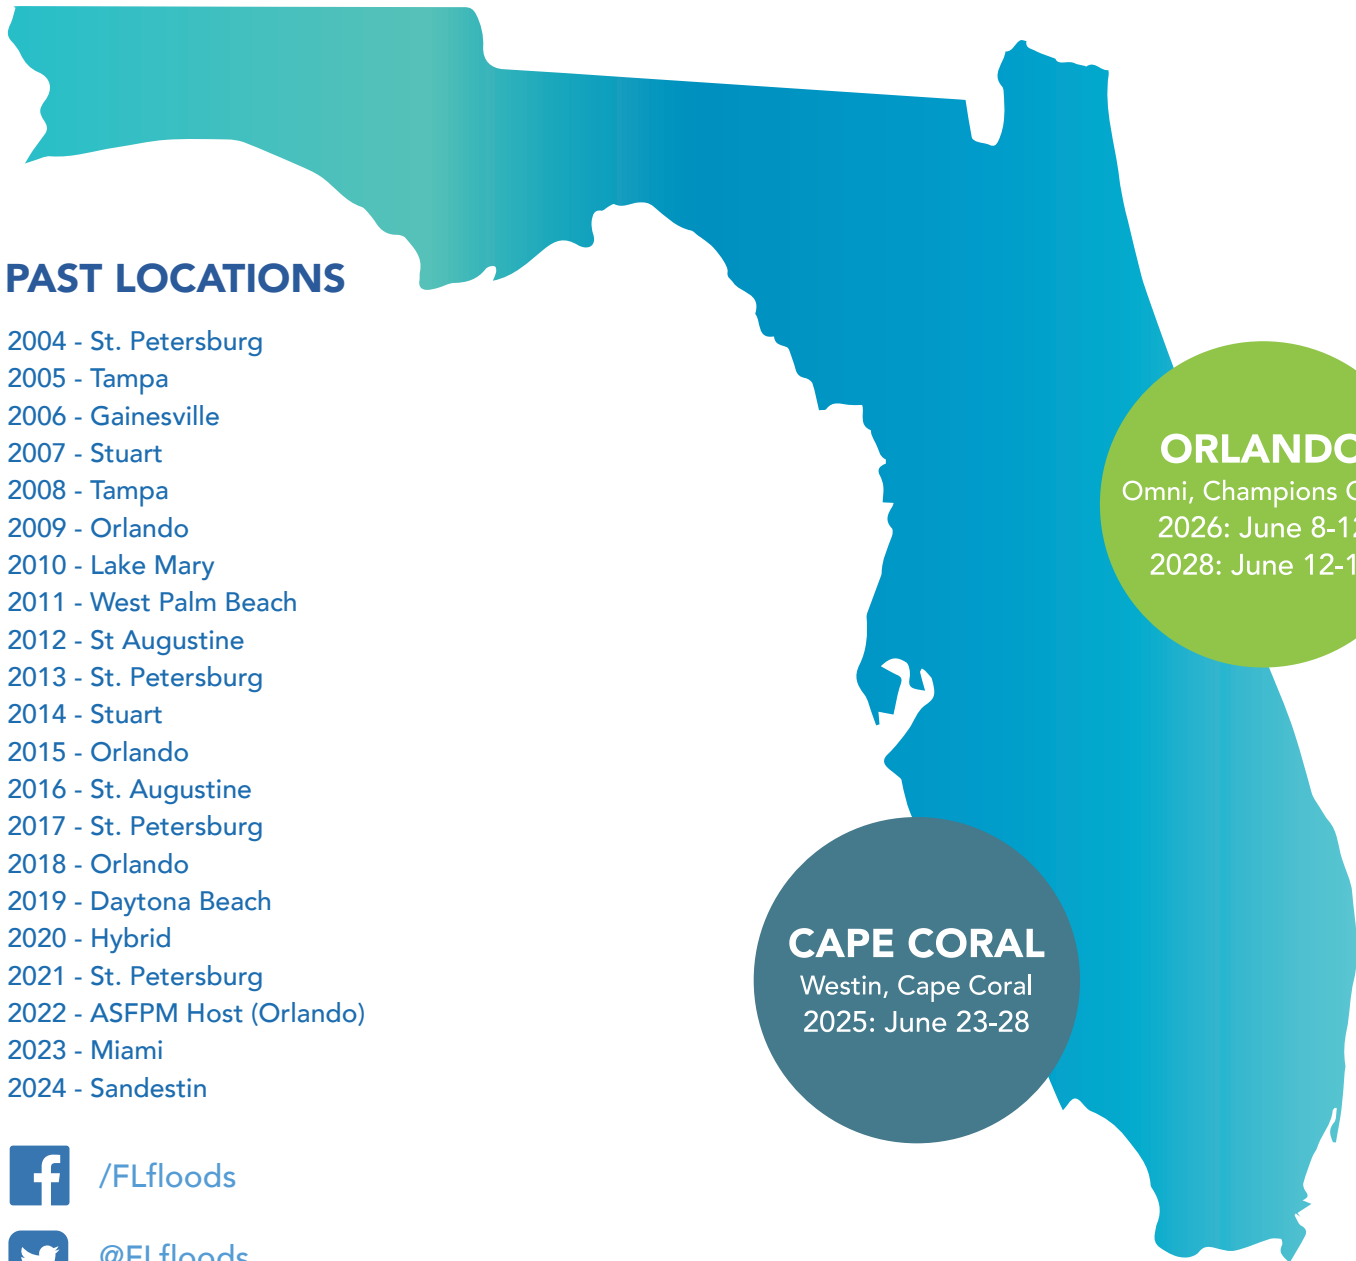 PAST LOCATIONS
2004 - St. Petersburg
2005 - Tampa
2006 - Gainesville
2007 - Stuart
2008 - Tampa
2009 - Orlando
2010 - Lake Mary
2011 - West Palm Beach
2012 - St Augustine
2013 - St. Petersburg
2014 - Stuart
2015 - Orlando
2016 - St. Augustine
2017 - St. Petersburg
2018 - Orlando
2019 - Daytona Beach
2020 - Hybrid
2021 - St. Petersburg
2022 - ASFPM Host (Orlando)
2023 - Miami
2024 - Sandestin
/FLfloods
@FLfloods
ORLANDO
Omni, Champions
2026: June 8-12
2028: June 12-1
CAPE CORAL
Westin, Cape Coral
2025: June 23-28